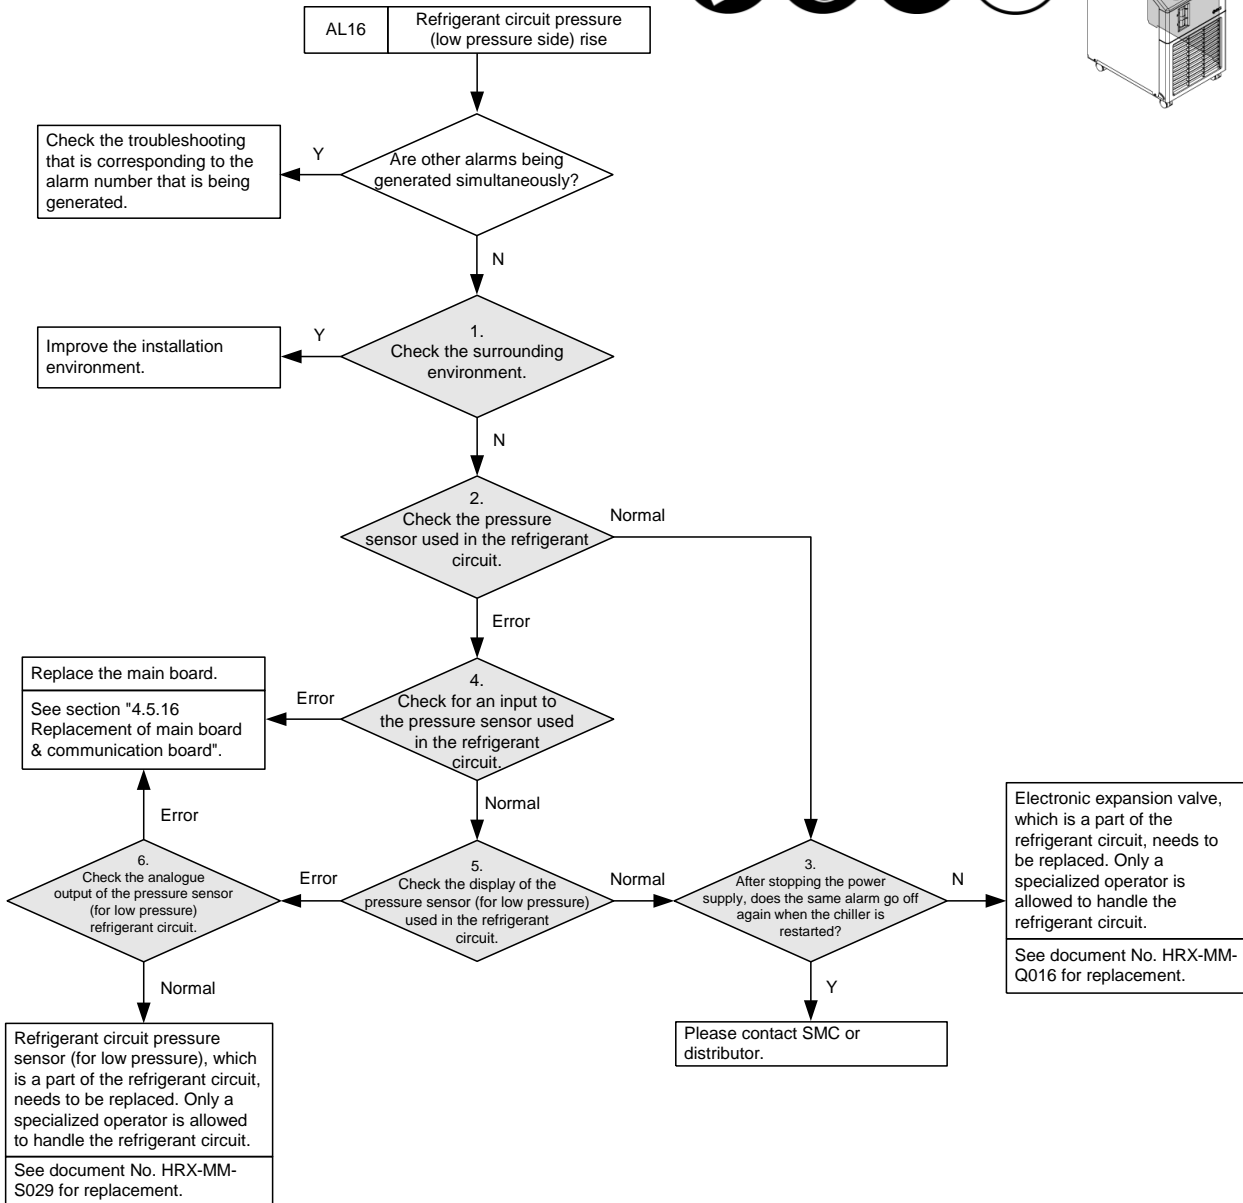 AL16
Refrigerant circuit pressure
(low pressure side) rise
Check the troubleshooting
that is corresponding to the
alarm number that is being
generated.
Y
Are other alarms being
generated simultaneously?
N
Improve the installation
environment.
Y
1.
Check the surrounding
environment.
N
2.
Check the pressure
sensor used in the refrigerant
circuit.
Normal
Error
Replace the main board.
See section "4.5.16
Replacement of main board
& communication board".
Error
4.
Check for an input to
the pressure sensor used
in the refrigerant
circuit.
Normal
Error
6.
Check the analogue
output of the pressure sensor
(for low pressure)
refrigerant circuit.
Error
5.
Check the display of the
pressure sensor (for low pressure)
used in the refrigerant
circuit.
Normal
3.
After stopping the power
supply, does the same alarm go off
again when the chiller is
restarted?
N
Electronic expansion valve,
which is a part of the
refrigerant circuit, needs to
be replaced. Only a
specialized operator is
allowed to handle the
refrigerant circuit.
See document No. HRX-MM-
Q016 for replacement.
Normal
Y
Refrigerant circuit pressure
sensor (for low pressure), which
is a part of the refrigerant circuit,
needs to be replaced. Only a
specialized operator is allowed
to handle the refrigerant circuit.
See document No. HRX-MM-
S029 for replacement.
Please contact SMC or
distributor.